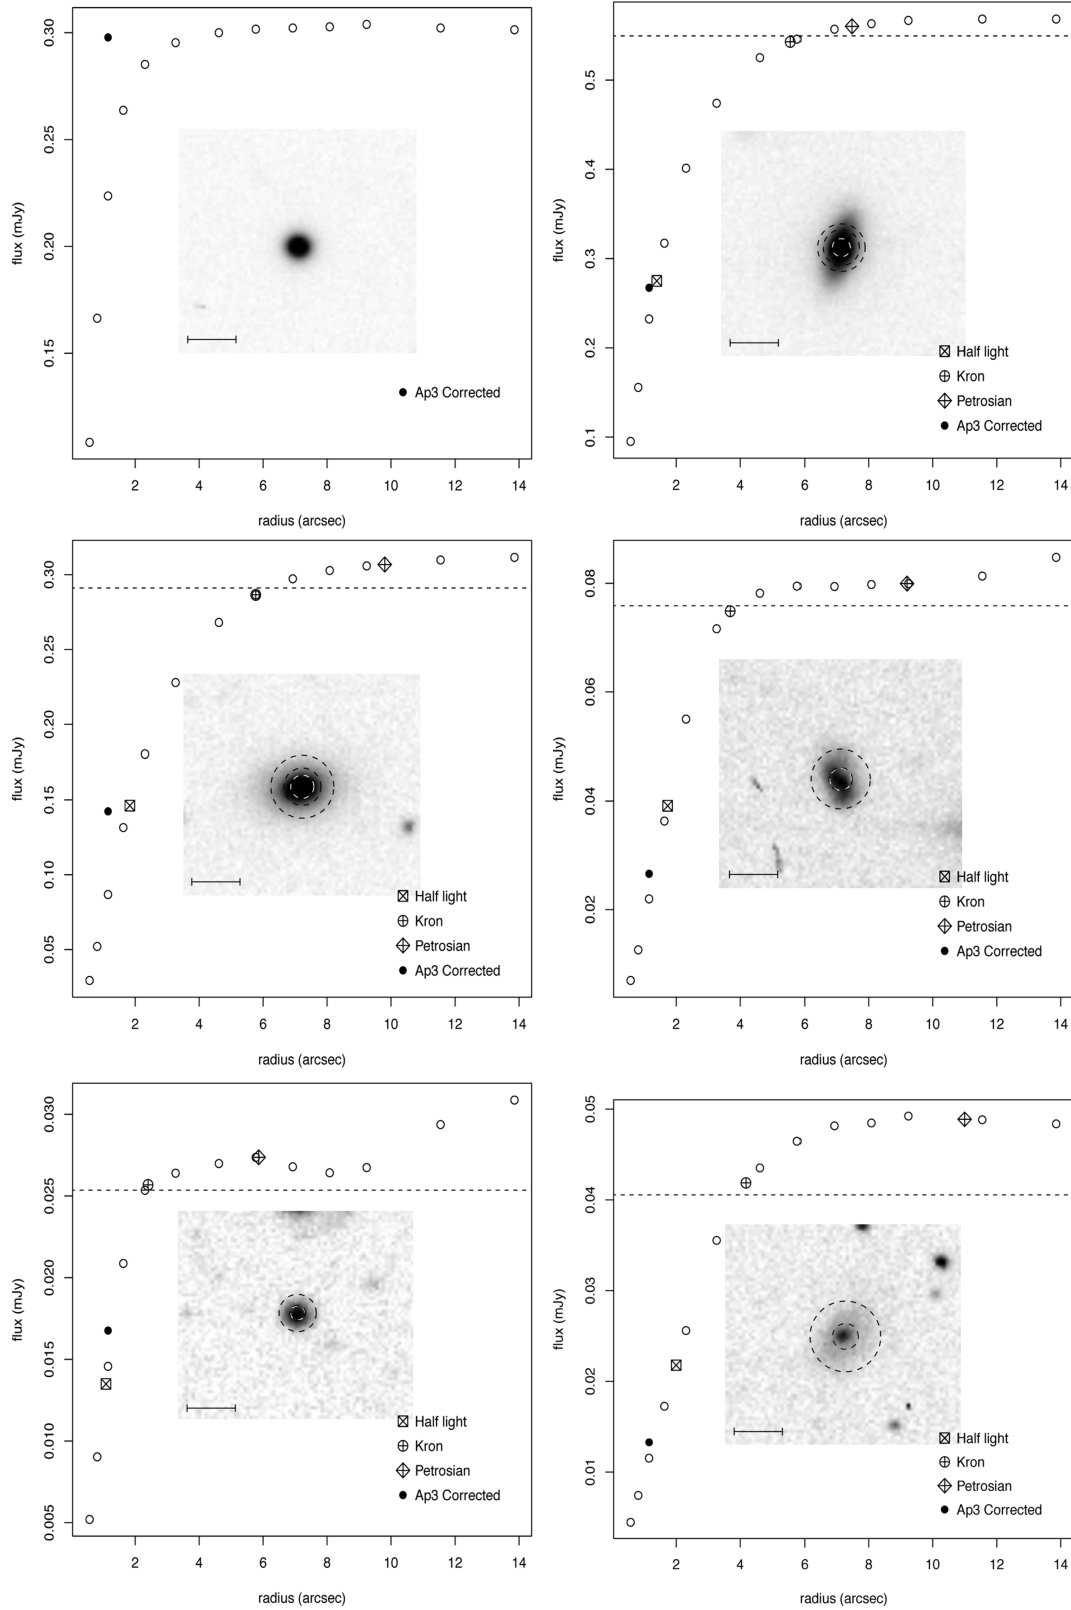 0.30
0.25
0.20
0.15
flux (mJy)
Ap3 Corrected
2 4 6 8 10 12 14
radius (arcsec)
0.5
0.4
0.3
0.2
0.1
flux (mJy)
Half light
Kron
Petrosian
Ap3 Corrected
2 4 6 8 10 12 14
radius (arcsec)
0.30
0.25
0.20
0.15
0.10
0.05
flux (mJy)
Half light
Kron
Petrosian
Ap3 Corrected
2 4 6 8 10 12 14
radius (arcsec)
0.08
0.06
0.04
0.02
flux (mJy)
Half light
Kron
Petrosian
Ap3 Corrected
2 4 6 8 10 12 14
radius (arcsec)
0.030
0.025
0.020
0.015
0.010
0.005
flux (mJy)
Half light
Kron
Petrosian
Ap3 Corrected
2 4 6 8 10 12 14
radius (arcsec)
0.05
0.04
0.03
0.02
0.01
flux (mJy)
Half light
Kron
Petrosian
Ap3 Corrected
2 4 6 8 10 12 14
radius (arcsec)